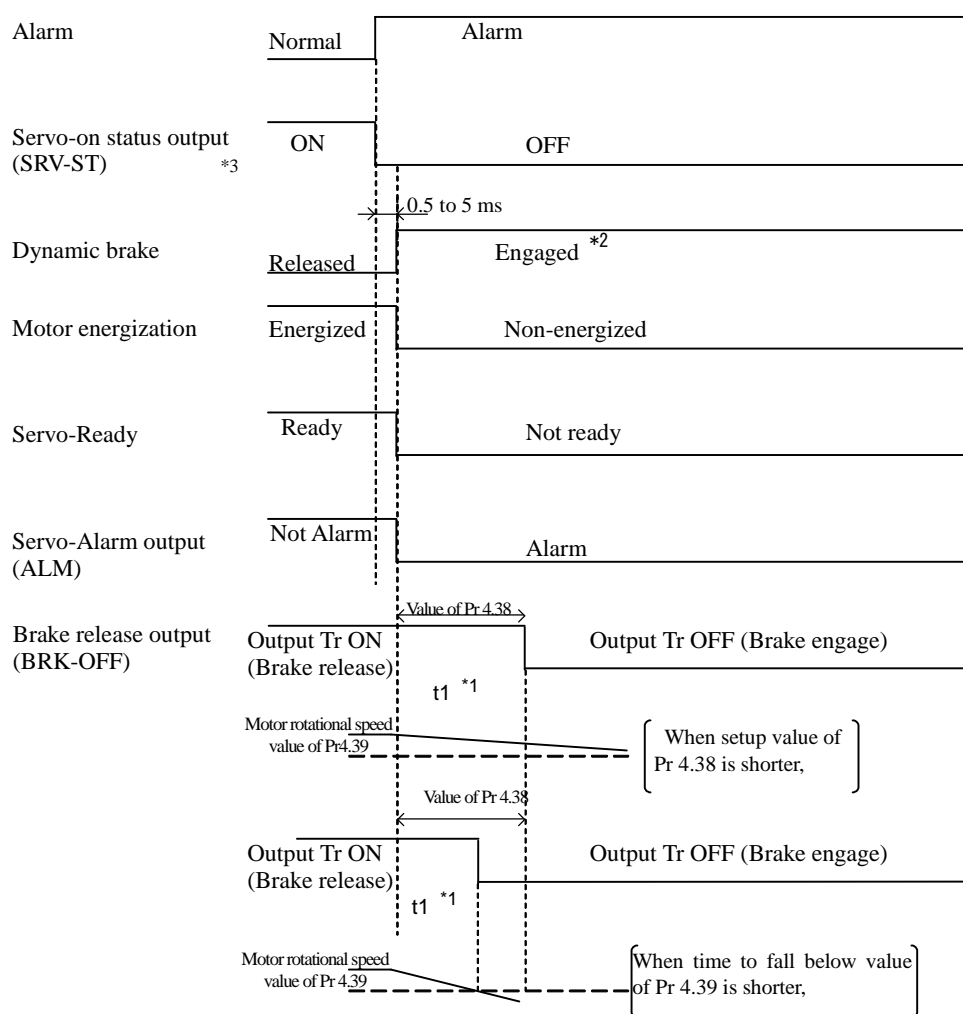 Alarm
Normal
Alarm
Servo-on status output
(SRV-ST) *3
ON
OFF
0.5 to 5 ms
Dynamic brake
Released
Engaged *2
Motor energization
Energized
Non-energized
Servo-Ready
Ready
Not ready
Servo-Alarm output
(ALM)
Not Alarm
Alarm
Value of Pr 4.38
Brake release output
(BRK-OFF)
Output Tr ON
(Brake release)
Output Tr OFF (Brake engage)
t1 *1
Motor rotational speed
value of Pr4.39
When setup value of
Pr 4.38 is shorter,
Value of Pr 4.38
Output Tr ON
(Brake release)
Output Tr OFF (Brake engage)
t1 *1
Motor rotational speed
value of Pr 4.39
When time to fall below value
of Pr 4.39 is shorter,